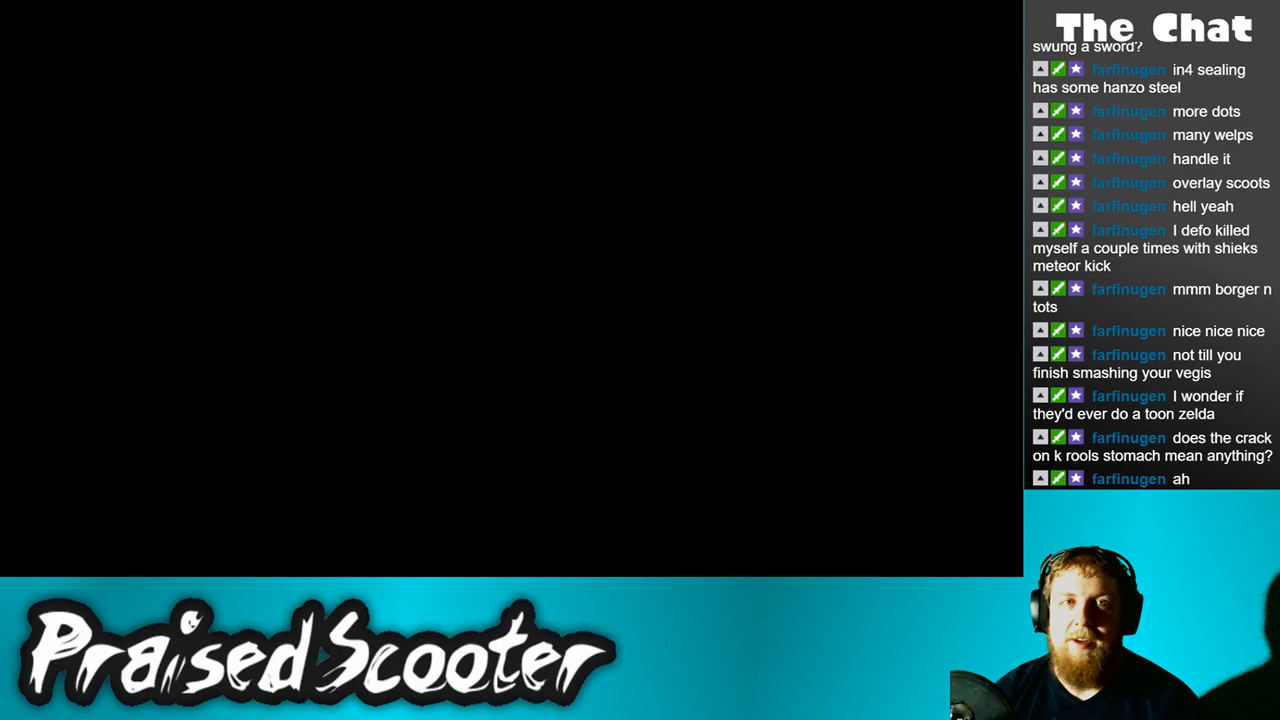 The Chat
swung a sword?
farfinugen in4 sealing
has some hanzo steel
farfinugen more dots
farfinugen many welps
farfinugen handle it
farfinugen overlay scoots
farfinugen hell yeah
farfinugen I defo killed
myself a couple times with shieks
meteor kick
farfinugen mmm borger n
tots
farfinugen nice nice nice
farfinugen not till you
finish smashing your vegis
farfinugen I wonder if
they'd ever do a toon zelda
farfinugen does the crack
on k rools stomach mean anything?
farfinugen ah
PraisedScooter